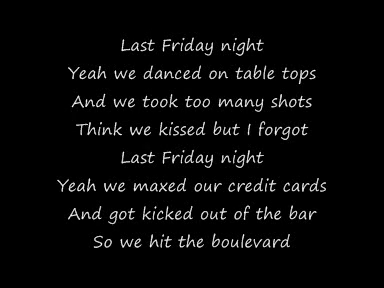 Last Friday night
Yeah we danced on table tops
And we took too many shots
Think we kissed but I forgot
Last Friday night
Yeah we maxed our credit cards
And got kicked out of the bar
So we hit the boulevard